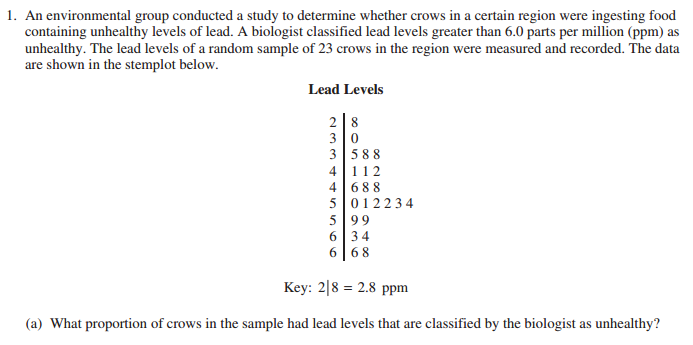 1. An environmental group conducted a study to determine whether crows in a certain region were ingesting food
containing unhealthy levels of lead. A biologist classified lead levels greater than 6.0 parts per million (ppm) as
unhealthy. The lead levels of a random sample of 23 crows in the region were measured and recorded. The data
are shown in the stemplot below.
Lead Levels
2 | 8
3 | 0
3 | 5 8 8
4 | 1 1 2
4 | 6 8 8
5 | 0 1 2 2 3 4
5 | 9 9
6 | 3 4
6 | 6 8
Key: 2|8 = 2.8 ppm
(a) What proportion of crows in the sample had lead levels that are classified by the biologist as unhealthy?